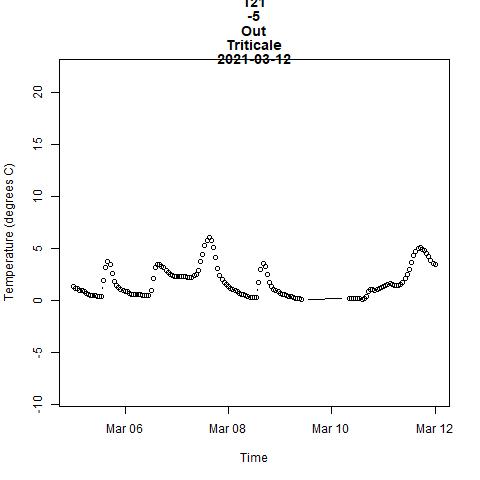 121
-5
Out
Triticale
2021-03-12
20
15
10
5
0
-5
-10
Temperature (degrees C)
Mar 06
Mar 08
Mar 10
Mar 12
Time